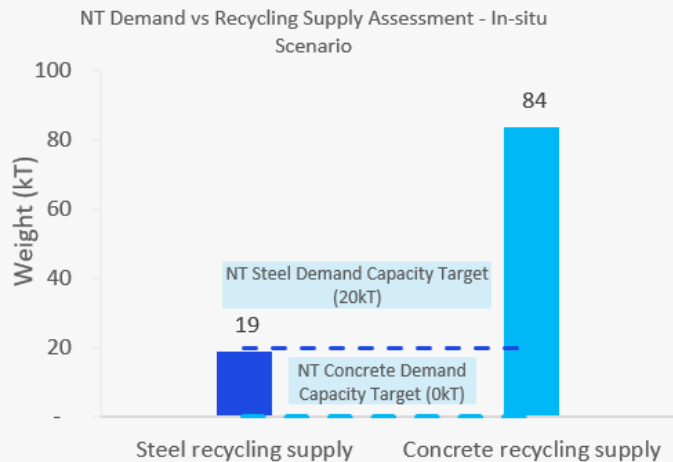 NT Demand vs Recycling Supply Assessment - In-situ
Scenario
100
84
80
Weight (kT)
60
40
NT Steel Demand Capacity Target
(20kT)
19
20
NT Concrete Demand
Capacity Target (0kT)
-
Steel recycling supply
Concrete recycling supply